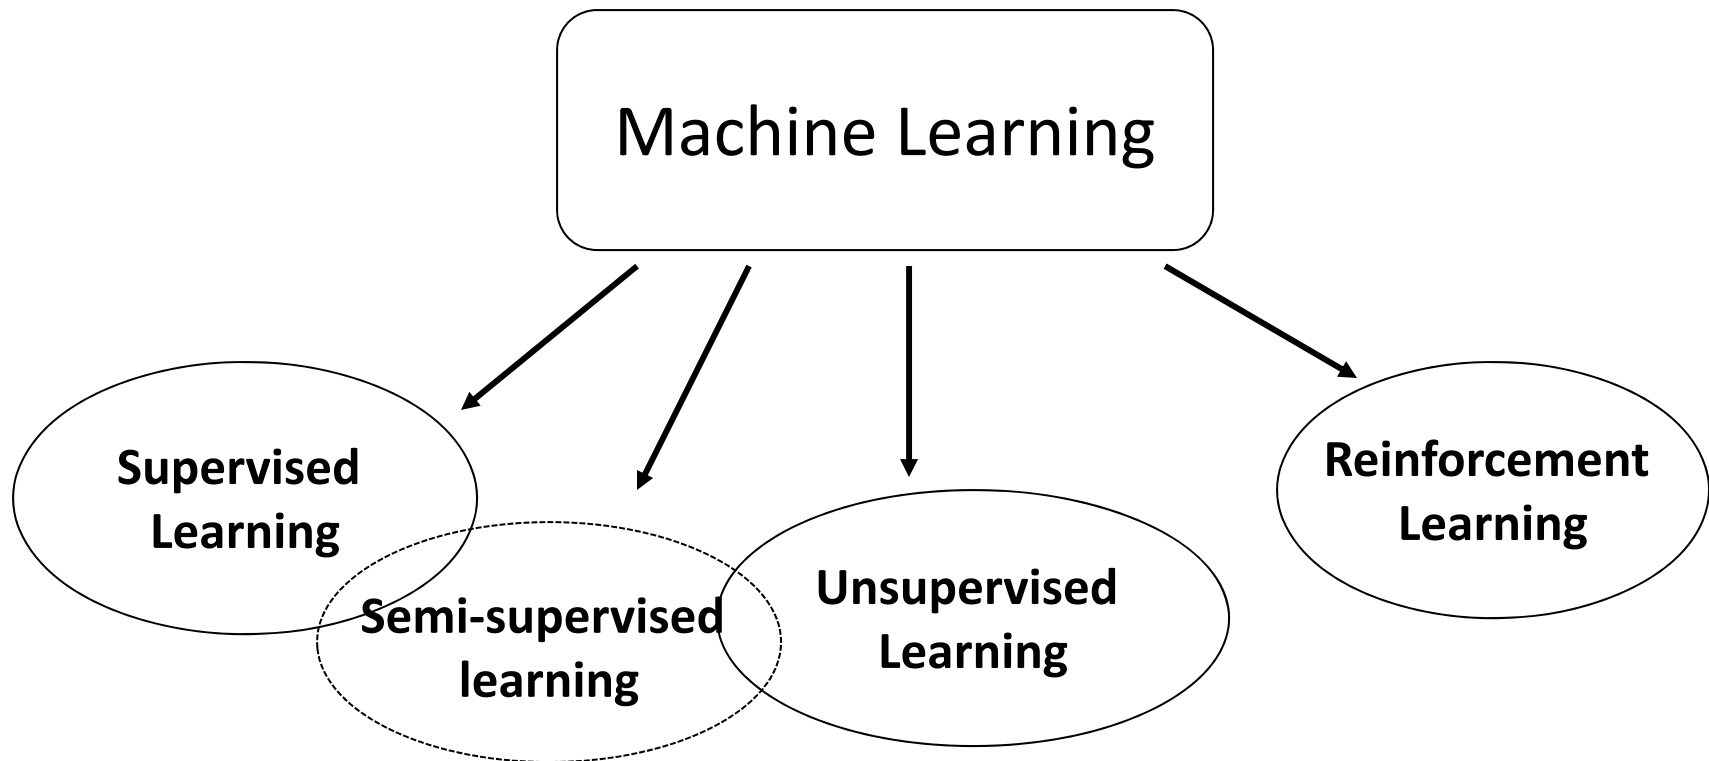 Machine Learning
Supervised
Learning
Semi-supervised
learning
Unsupervised
Learning
Reinforcement
Learning